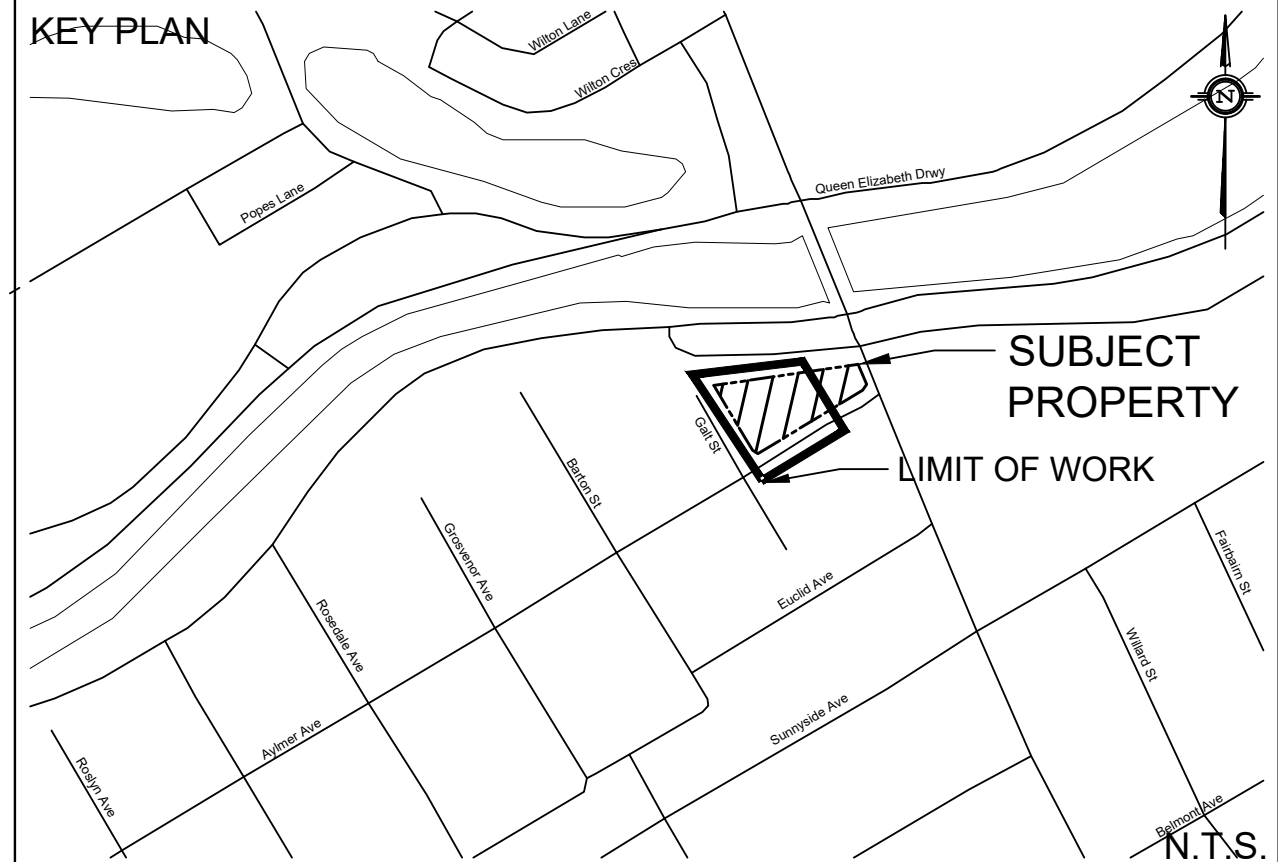 KEY PLAN
Wilton Lane
Wilton Cres
N
Popes Lane
Queen Elizabeth Drwy
SUBJECT
PROPERTY
Galt St
LIMIT OF WORK
Barton St
Grosvenor Ave
Fairbairn St
Euclid Ave
Rosedale Ave
Willard St
Sunnyside Ave
Aylmer Ave
Roslyn Ave
Belmont Ave
N.T.S.